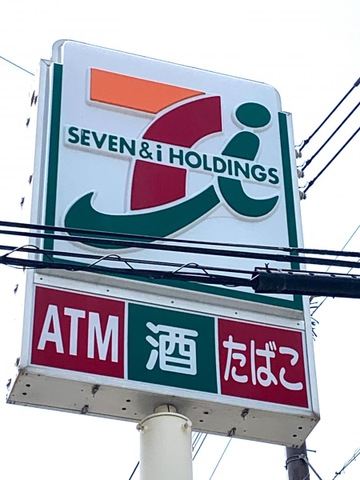 SEVEN & i HOLDINGS
ATM 酒 たばこ